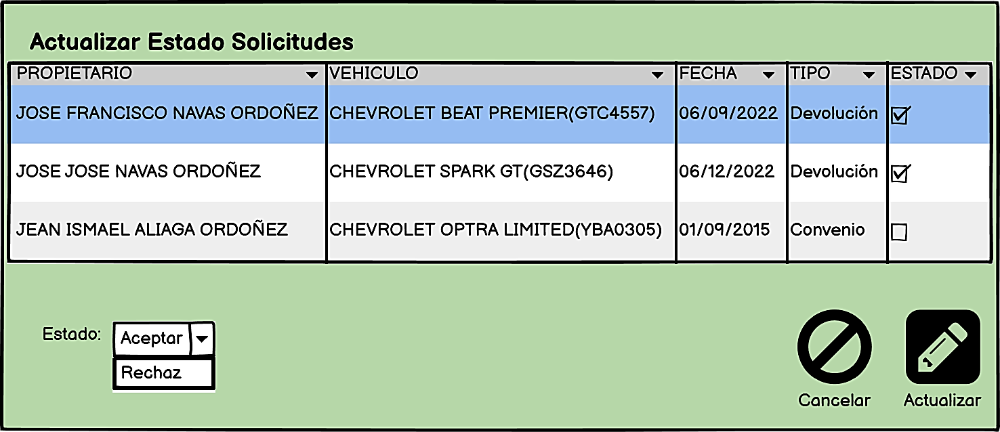 Actualizar Estado Solicitudes
PROPIETARIO VEHICULO FECHA TIPO ESTADO
JOSE FRANCISCO NAVAS ORDOÑEZ CHEVROLET BEAT PREMIER(GTC4557) 06/09/2022 Devolución
JOSE JOSE NAVAS ORDOÑEZ CHEVROLET SPARK GT(GSZ3646) 06/12/2022 Devolución
JEAN ISMAEL ALIAGA ORDOÑEZ CHEVROLET OPTRA LIMITED(YBA0305) 01/09/2015 Convenio
Estado: Aceptar
Rechaz
Cancelar Actualizar